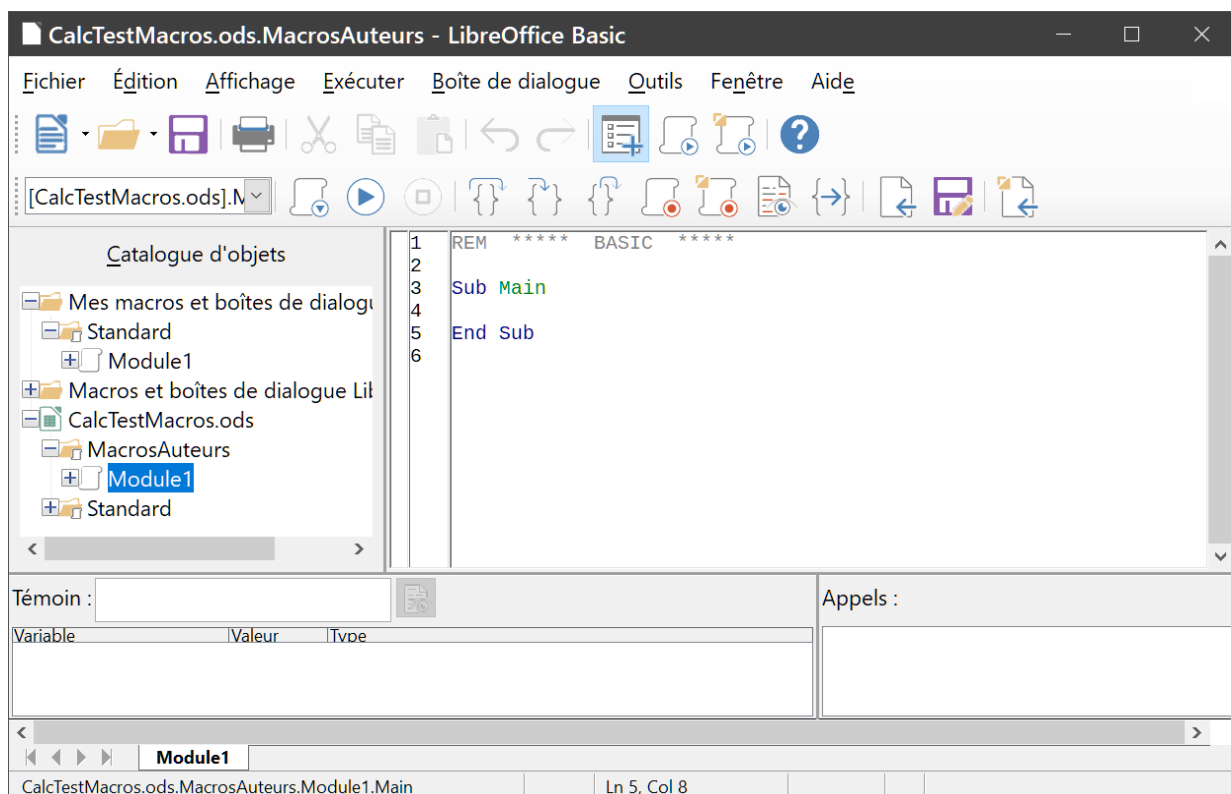 CalcTestMacros.ods.MacrosAuteurs - LibreOffice Basic
Fichier Édition Affichage Exécuter Boîte de dialogue Outils Fenêtre Aide
[CalcTestMacros.ods].M
Catalogue d'objets
Mes macros et boîtes de dialogu
Standard
Module1
Macros et boîtes de dialogue Lib
CalcTestMacros.ods
MacrosAuteurs
Module1
Standard
1 REM ***** BASIC *****
2
3 Sub Main
4
5 End Sub
6
Témoin :
Variable Valeur Type
Appels :
Module1
CalcTestMacros.ods.MacrosAuteurs.Module1.Main Ln 5, Col 8